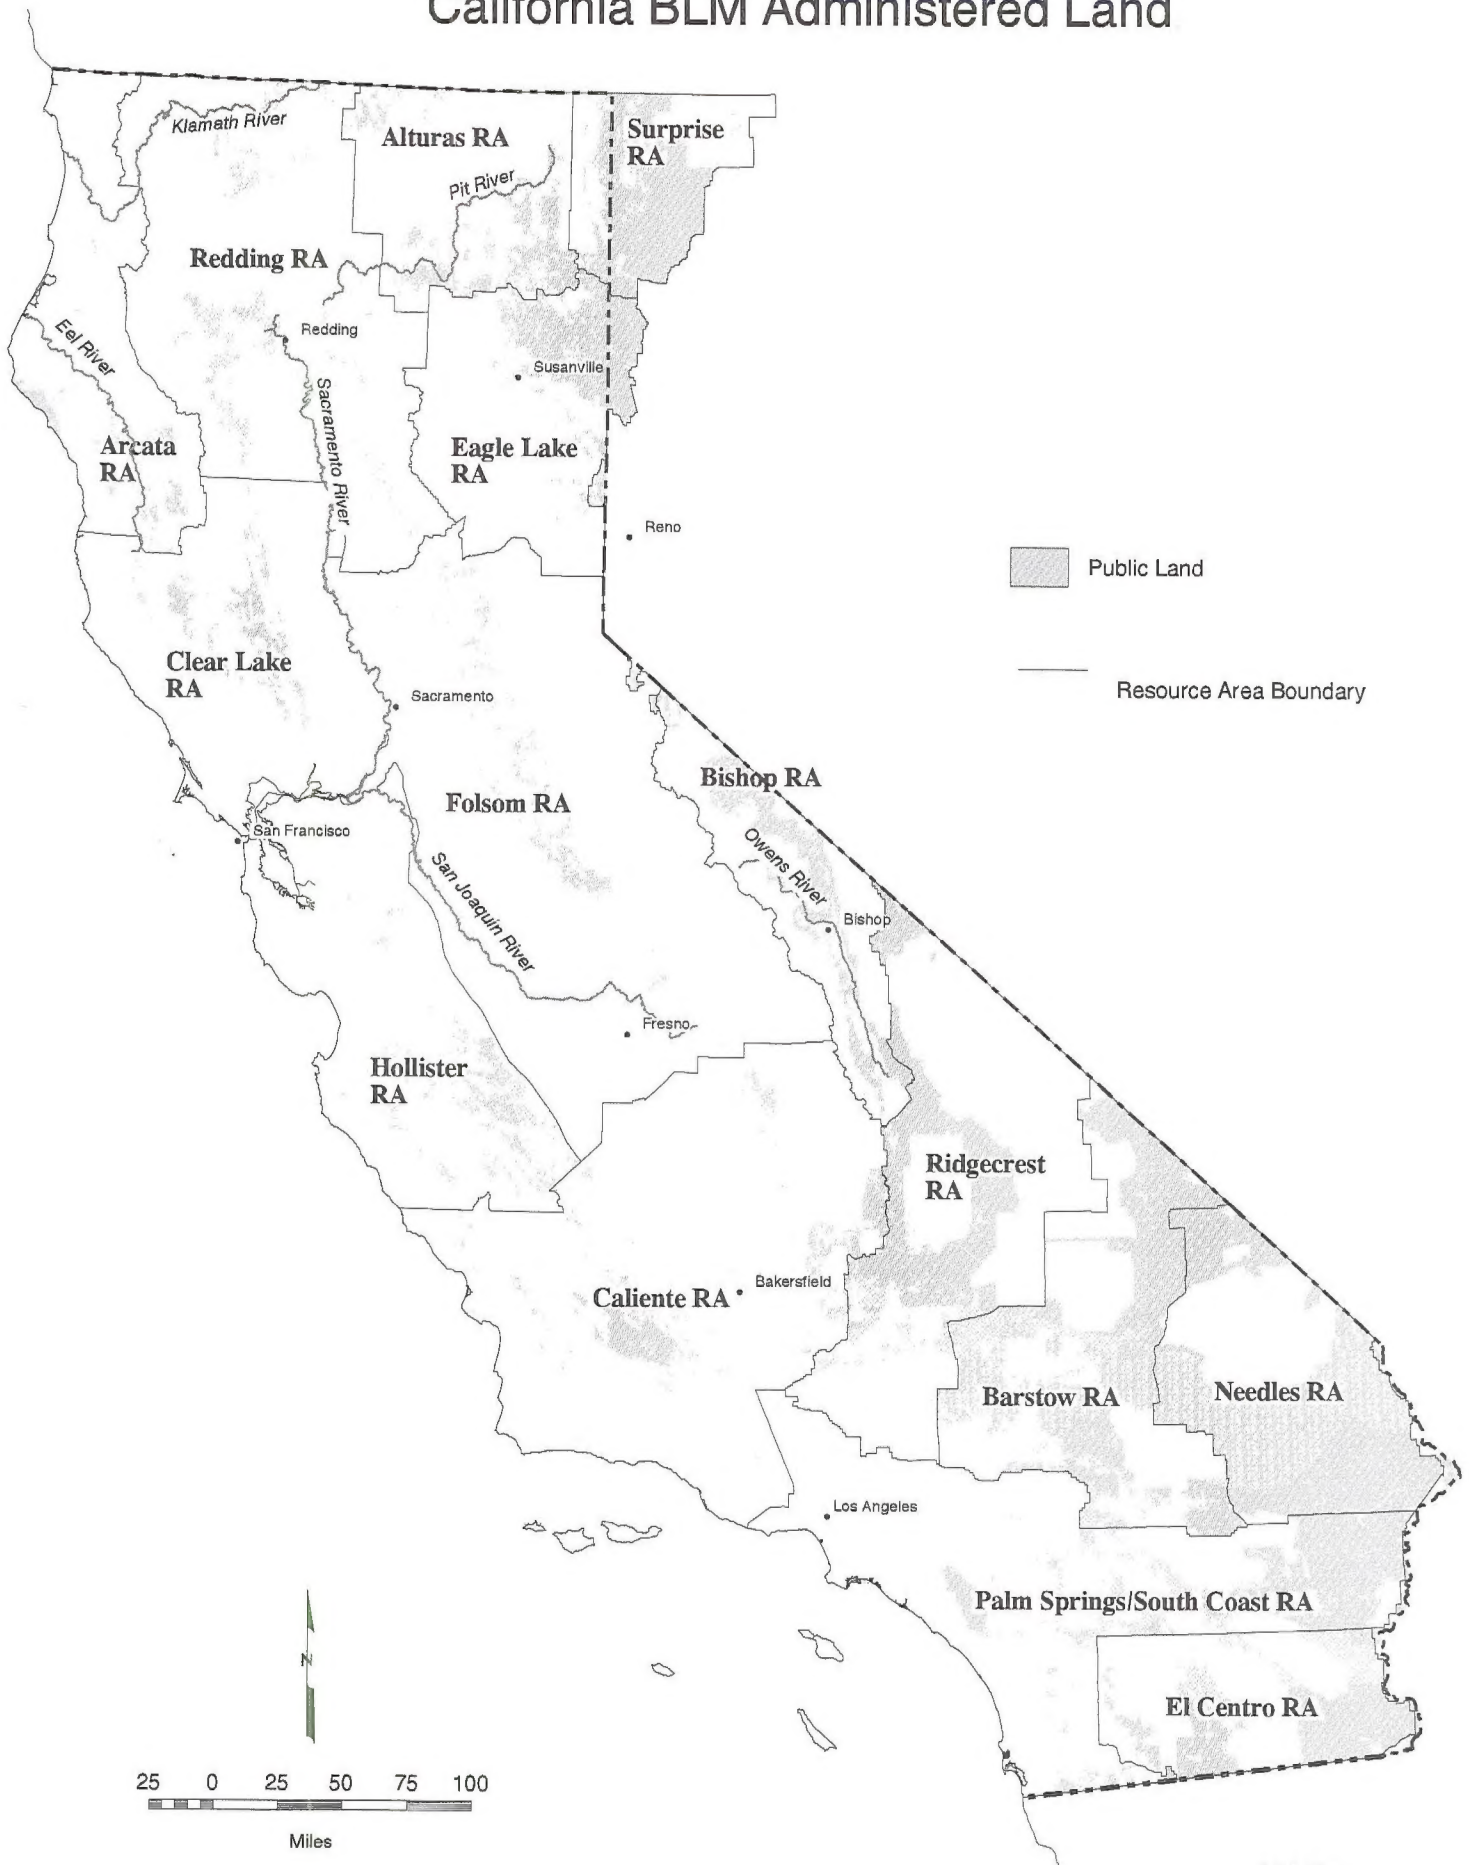 California BLM Administered Land
Klamath River
Alturas RA
Surprise
RA
Pit River
Redding RA
Redding
Eel River
Susanville
Sacramento River
Arcata
RA
Eagle Lake
RA
Reno
Public Land
Clear Lake
RA
Resource Area Boundary
Sacramento
Bishop RA
Folsom RA
San Francisco
Owens River
San Joaquin River
Bishop
Fresno
Hollister
RA
Ridgecrest
RA
Bakersfield
Caliente RA
Barstow RA
Needles RA
Los Angeles
Palm Springs/South Coast RA
N
El Centro RA
25 0 25 50 75 100
Miles